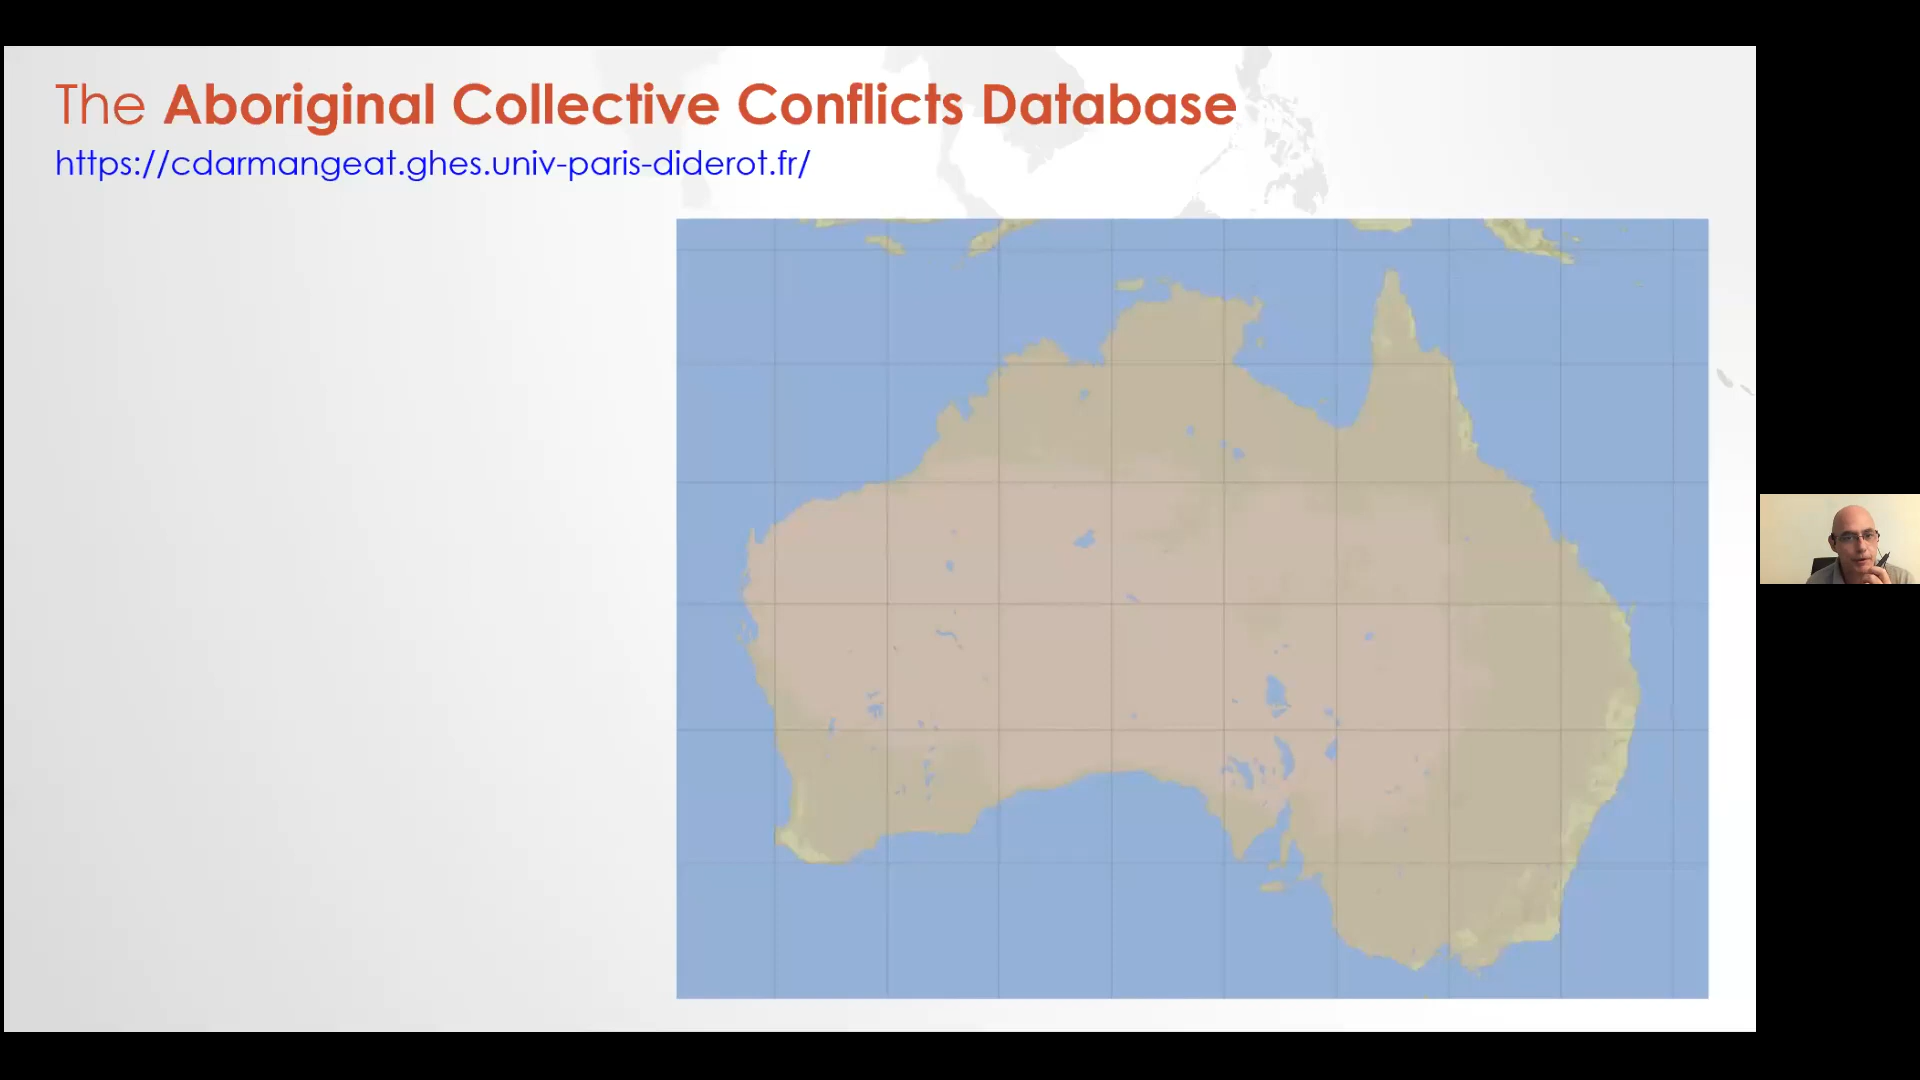 The Aboriginal Collective Conflicts Database
https://cdarmangeat.ghes.univ-paris-diderot.fr/